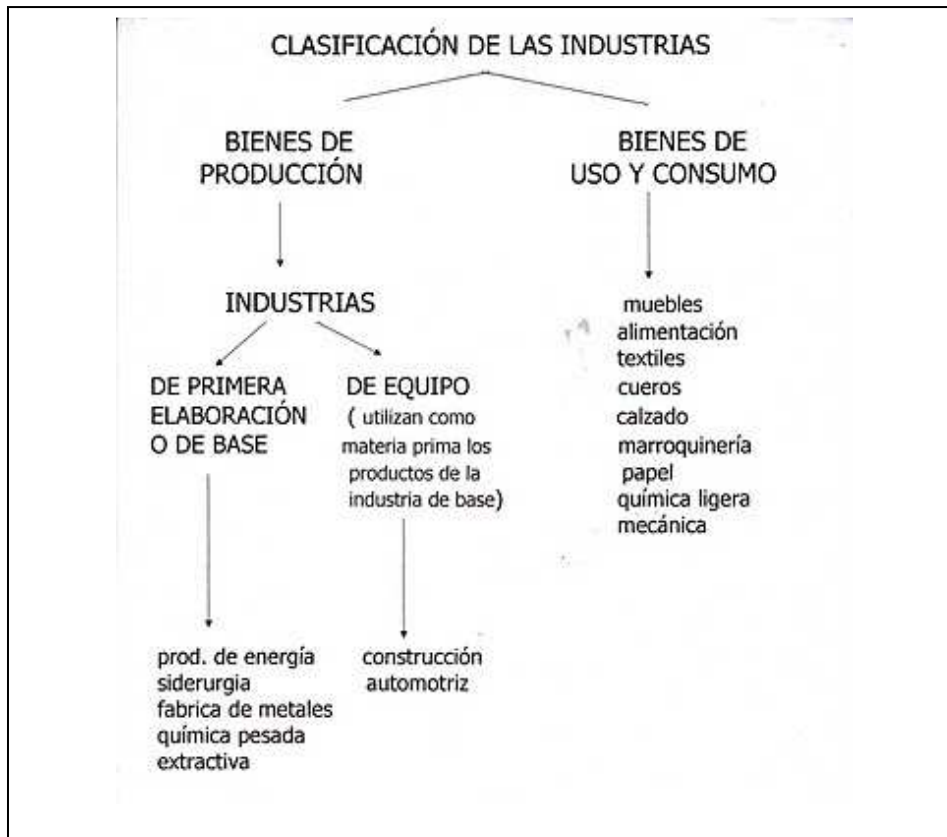 CLASIFICACIÓN DE LAS INDUSTRIAS
BIENES DE
PRODUCCIÓN
INDUSTRIAS
DE PRIMERA
ELABORACIÓN
O DE BASE
prod. de energía
siderurgia
fabrica de metales
química pesada
extractiva
DE EQUIPO
( utilizan como
materia prima los
productos de la
industria de base)
construcción
automotriz
BIENES DE
USO Y CONSUMO
muebles
alimentación
textiles
cueros
calzado
marroquinería
papel
química ligera
mecánica